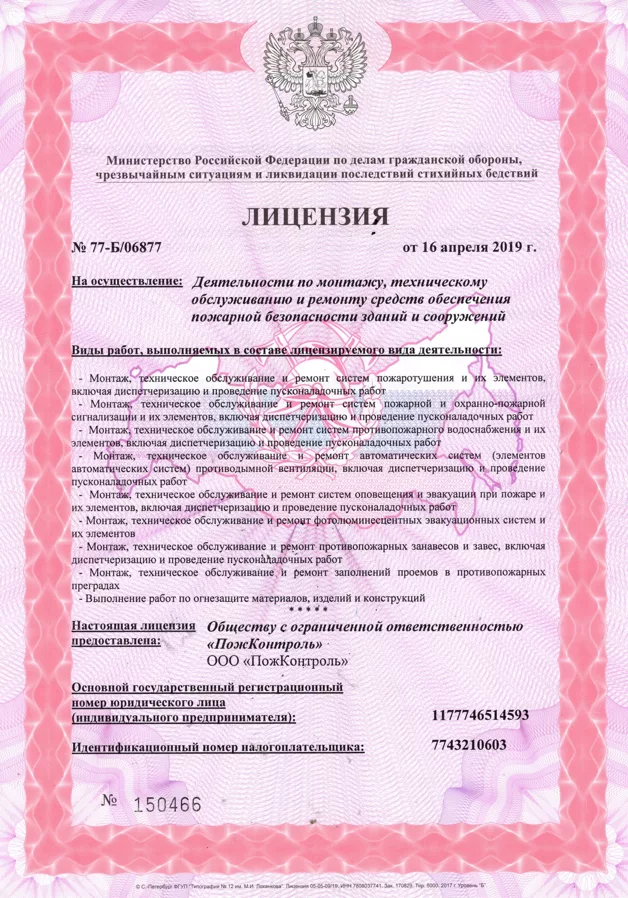 Министерство Российской Федерации по делам гражданской обороны,
чрезвычайным ситуациям и ликвидации последствий стихийных бедствий
ЛИЦЕНЗИЯ
№ 77-Б/06877
от 16 апреля 2019 г.
На осуществление: Деятельности по монтажу, техническому
обслуживанию и ремонту средств обеспечения
пожарной безопасности зданий и сооружений
Виды работ, выполняемых в составе лицензируемого вида деятельности:
- Монтаж, техническое обслуживание и ремонт систем пожаротушения и их элементов,
включая диспетчеризацию и проведение пусконаладочных работ
- Монтаж, техническое обслуживание и ремонт систем пожарной и охранно-пожарной
сигнализации и их элементов, включая диспетчеризацию и проведение пусконаладочных работ
- Монтаж, техническое обслуживание и ремонт систем противопожарного водоснабжения и их
элементов, включая диспетчеризацию и проведение пусконаладочных работ
- Монтаж, техническое обслуживание и ремонт автоматических систем (элементов
автоматических систем) противодымной вентиляции, включая диспетчеризацию и проведение
пусконаладочных работ
- Монтаж, техническое обслуживание и ремонт систем оповещения и эвакуации при пожаре и
их элементов, включая диспетчеризацию и проведение пусконаладочных работ
- Монтаж, техническое обслуживание и ремонт фотолюминесцентных эвакуационных систем и
их элементов
- Монтаж, техническое обслуживание и ремонт противопожарных занавесов и завес, включая
диспетчеризацию и проведение пусконаладочных работ
- Монтаж, техническое обслуживание и ремонт заполнений проемов в противопожарных
преградах
- Выполнение работ по огнезащите материалов, изделий и конструкций
*****
Настоящая лицензия Обществу с ограниченной ответственностью
предоставлена: «ПожКонтроль»
ООО «ПожКонтроль»
Основной государственный регистрационный
номер юридического лица
(индивидуального предпринимателя): 1177746514593
Идентификационный номер налогоплательщика: 7743210603
№ 150466
© С.-Петербург ФГУП "Типография № 12 им. М.И. Лоханкова". Лицензия 05-05-09/19, ИНН 7808037741, Зак. 170829, Тир. 6000, 2017 г. Уровень "Б"